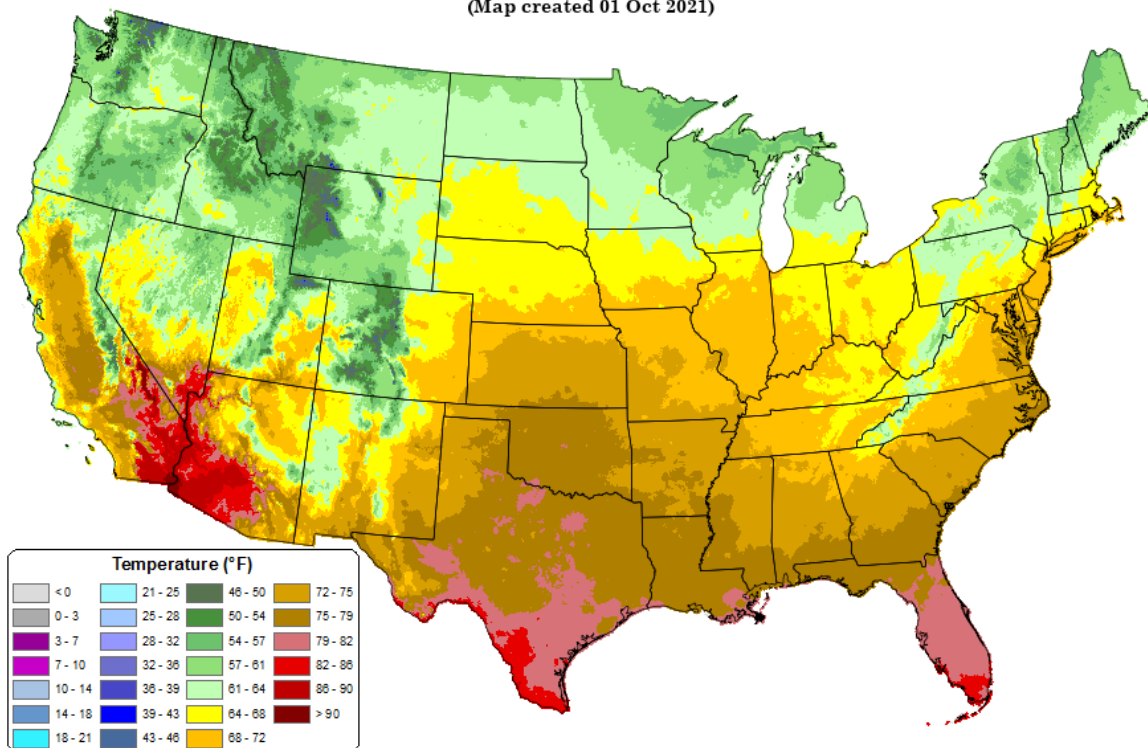 (Map created 01 Oct 2021)
Temperature (°F)
< 0
0 - 3
3 - 7
7 - 10
10 - 14
14 - 18
18 - 21
21 - 25
25 - 28
28 - 32
32 - 36
36 - 39
39 - 43
43 - 46
46 - 50
50 - 54
54 - 57
57 - 61
61 - 64
64 - 68
68 - 72
72 - 75
75 - 79
79 - 82
82 - 86
86 - 90
> 90